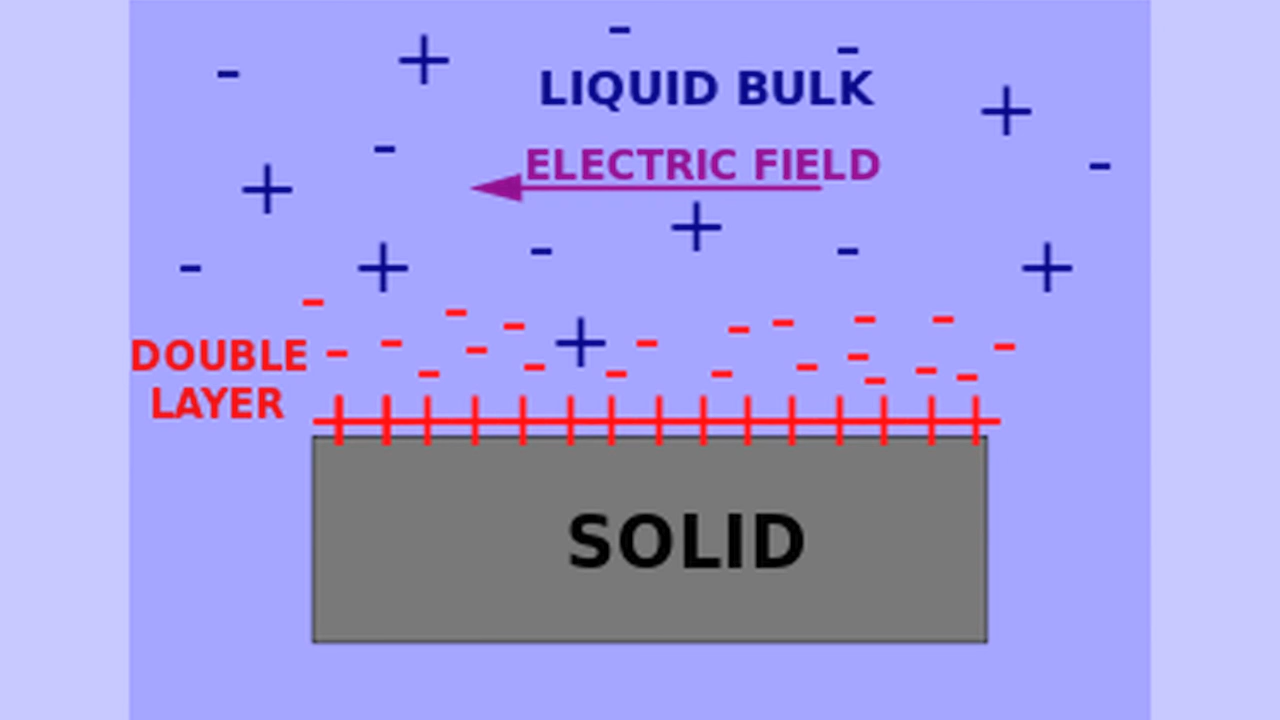 LIQUID BULK
ELECTRIC FIELD
DOUBLE
LAYER
SOLID